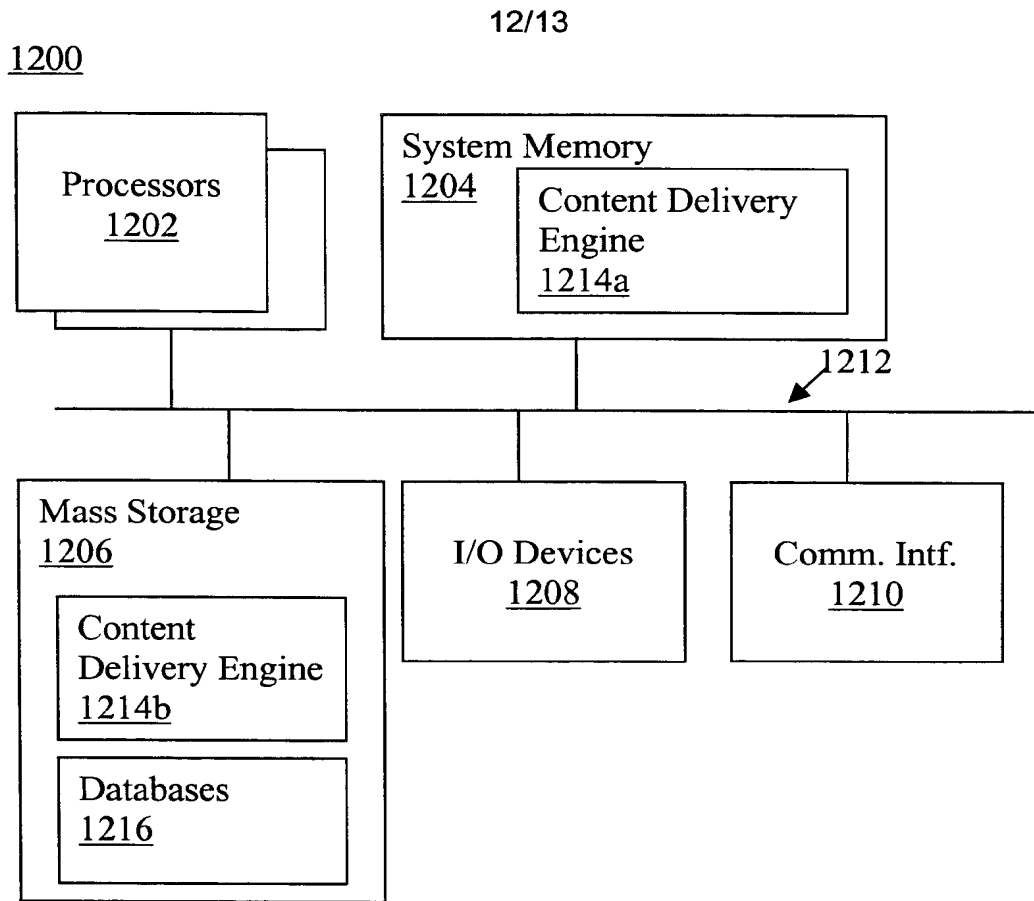 12/13
1200
Processors
1202
System Memory
1204
Content Delivery
Engine
1214a
1212
Mass Storage
1206
Content
Delivery Engine
1214b
Databases
1216
I/O Devices
1208
Comm. Intf.
1210